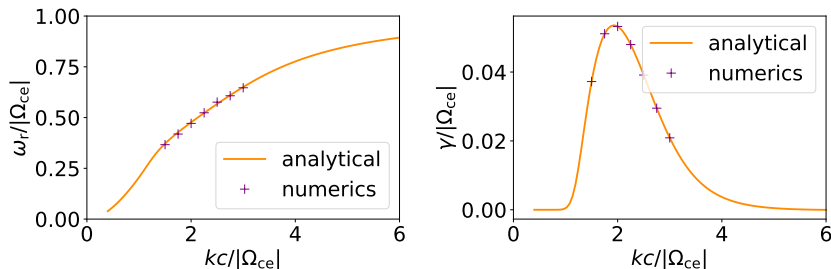 1.00
0.75
0.50
0.25
0.00
ω_r/|Ω_ce|
0 2 4 6
kc/|Ω_ce|
analytical
numerics
0.04
0.02
0.00
γ/|Ω_ce|
0 2 4 6
kc/|Ω_ce|
analytical
numerics